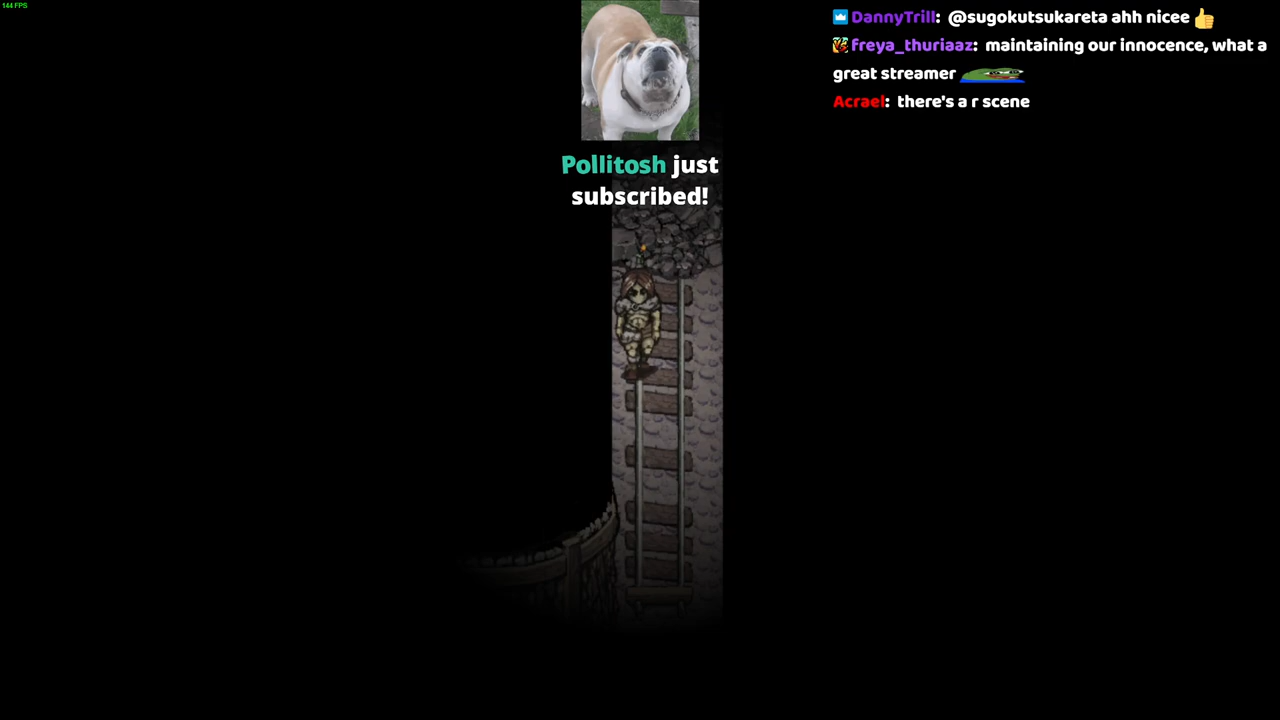 144 FPS
DannyTrill: @sugokutsukareta ahh nicee
freya_thuriaaz: maintaining our innocence, what a
great streamer
Acrael: there's a r scene
Pollitosh just
subscribed!